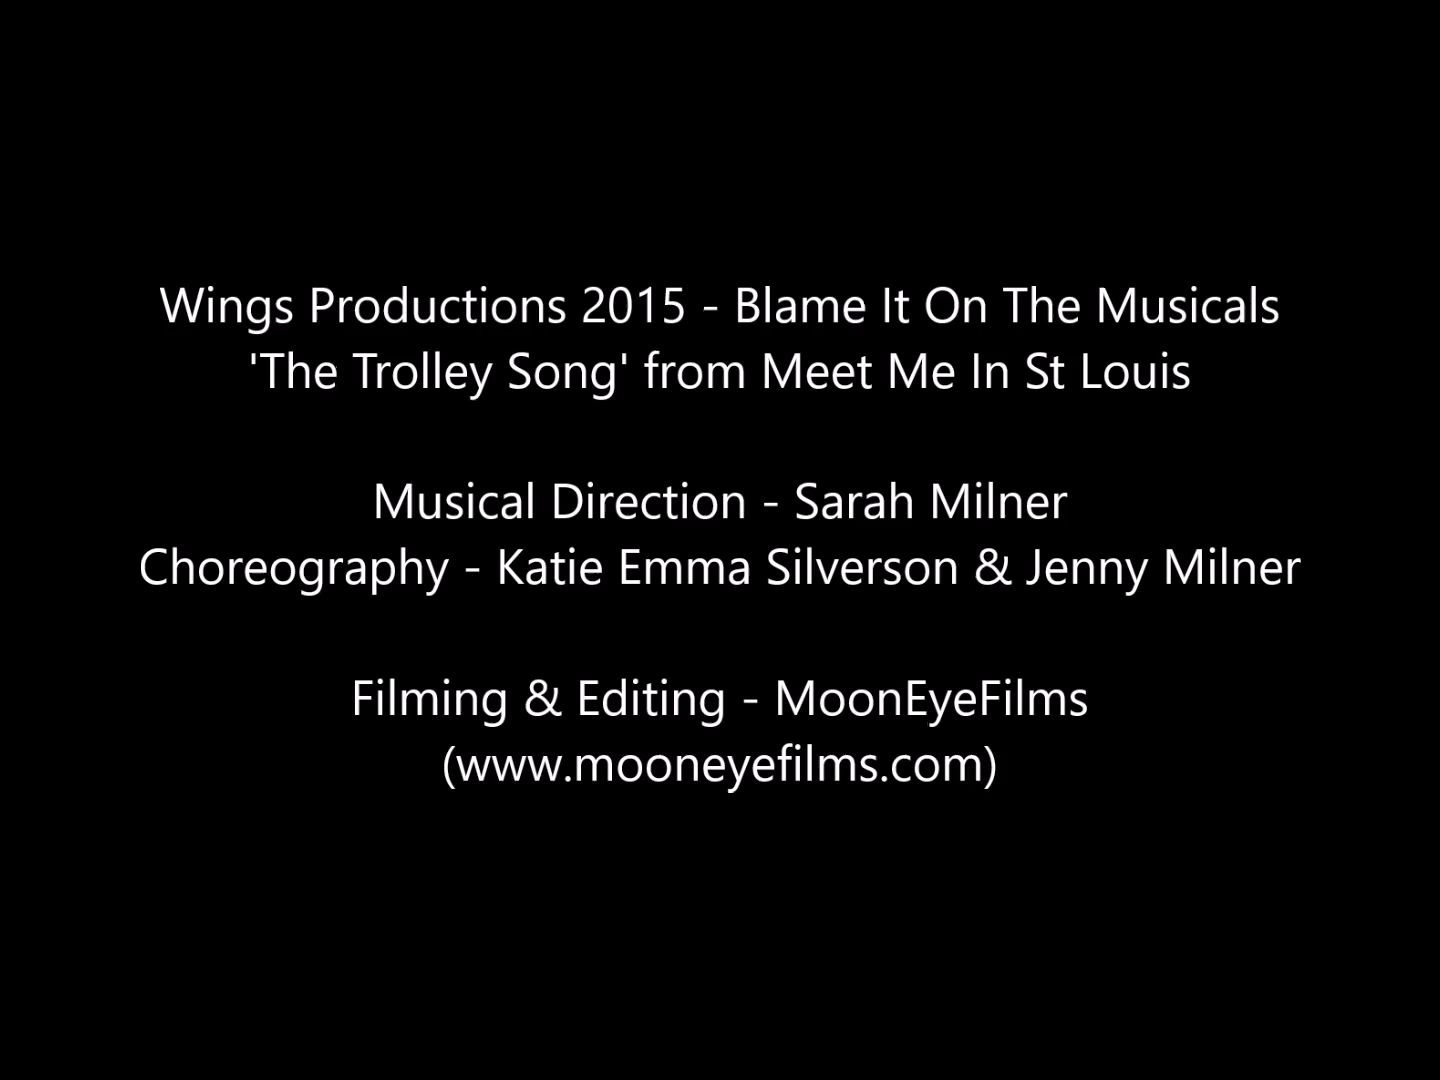 Wings Productions 2015 - Blame It On The Musicals
'The Trolley Song' from Meet Me In St Louis
Musical Direction - Sarah Milner
Choreography - Katie Emma Silverson & Jenny Milner
Filming & Editing - MoonEyeFilms
(www.mooneyefilms.com)